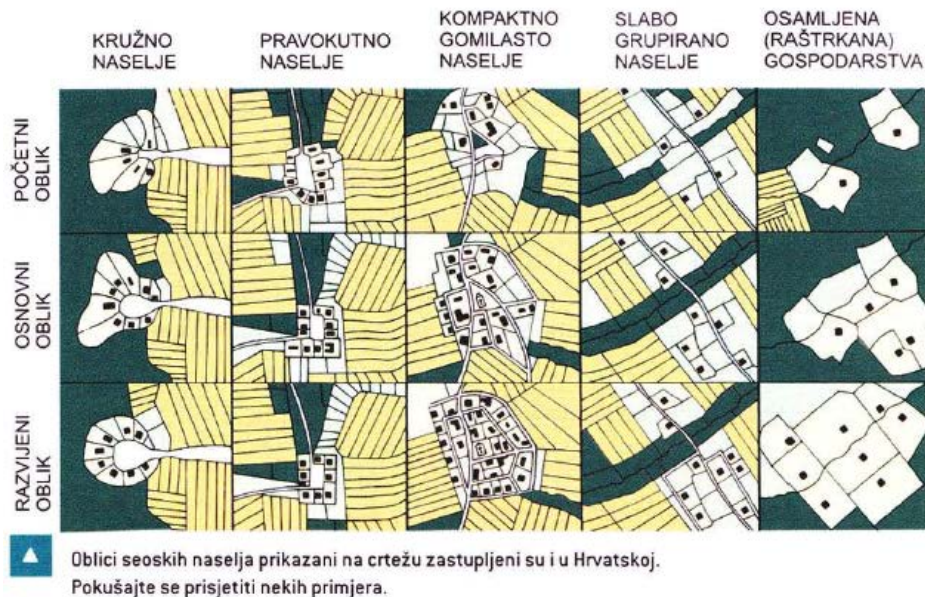 KRUŽNO
NASELJE
PRAVOKUTNO
NASELJE
KOMPAKTNO
GOMILASTO
NASELJE
SLABO
GRUPIRANO
NASELJE
OSAMLJENA
(RAŠTRKANA)
GOSPODARSTVA
POČETNI
OBLIK
OSNOVNI
OBLIK
RAZVIJENI
OBLIK
Oblici seoskih naselja prikazani na crtežu zastupljeni su i u Hrvatskoj.
Pokušajte se prisjetiti nekih primjera.